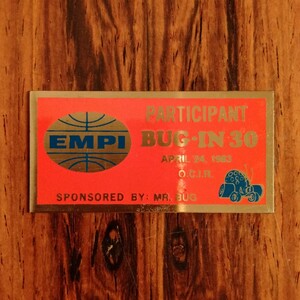 PARTICIPANT
EMPI
BUG-IN 30
APRIL 24, 1983
O.C.I.R.
SPONSORED BY: MR. BUG